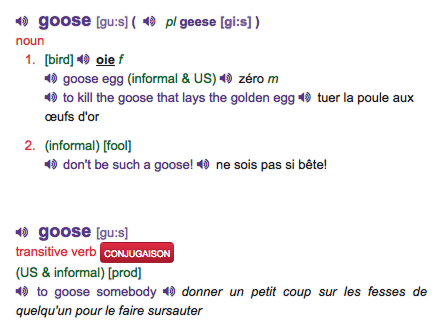 goose [gu:s] ( pl geese [gi:s] )
noun
1. [bird] oie f
goose egg (informal & US) zéro m
to kill the goose that lays the golden egg tuer la poule aux
œufs d'or
2. (informal) [fool]
don't be such a goose! ne sois pas si bête!
goose [gu:s]
transitive verb CONJUGAISON
(US & informal) [prod]
to goose somebody donner un petit coup sur les fesses de
quelqu'un pour le faire sursauter